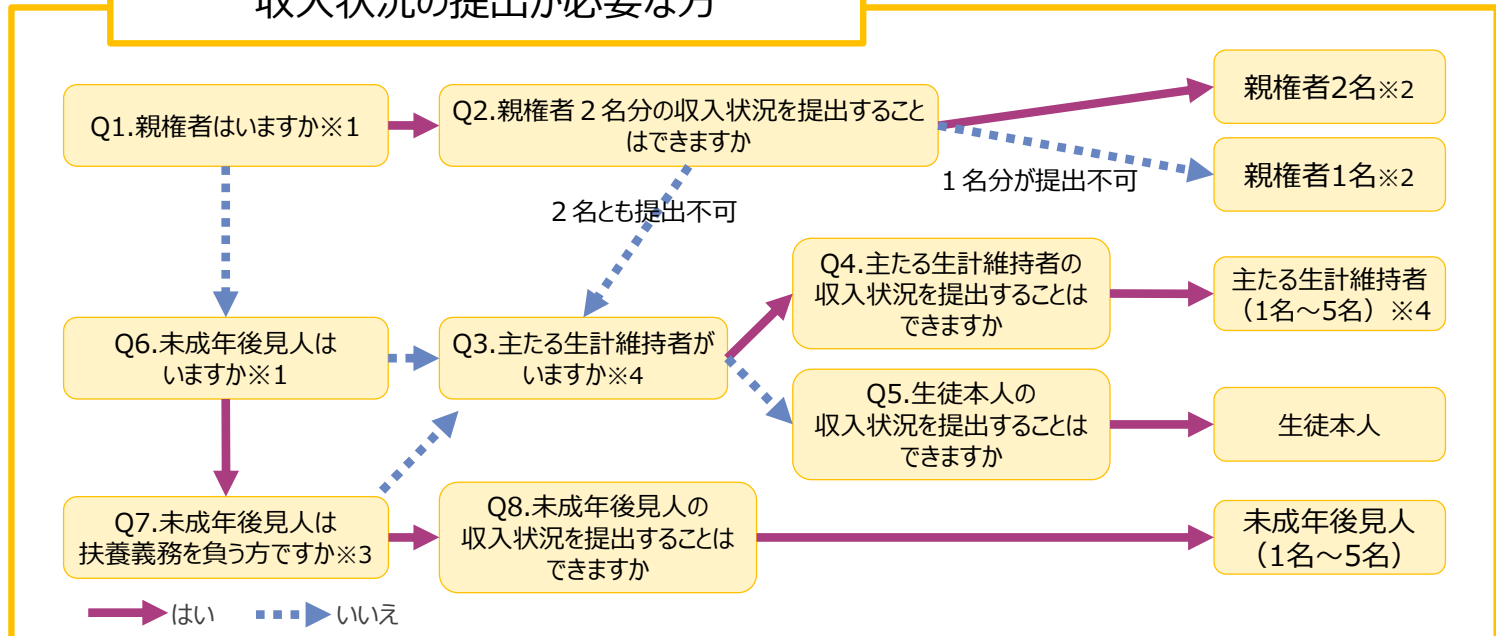 収入状況の提出が必要な方
Q1.親権者はいますか※1
Q2.親権者２名分の収入状況を提出すること
はできますか
親権者2名※2
親権者1名※2
１名分が提出不可
２名とも提出不可
Q4.主たる生計維持者の
収入状況を提出することは
できますか
主たる生計維持者
（1名～5名）※4
Q6.未成年後見人は
いますか※1
Q3.主たる生計維持者が
いますか※4
Q5.生徒本人の
収入状況を提出することは
できますか
生徒本人
Q7.未成年後見人は
扶養義務を負う方ですか※3
Q8.未成年後見人の
収入状況を提出することは
できますか
未成年後見人
（1名～5名）
はい
いいえ